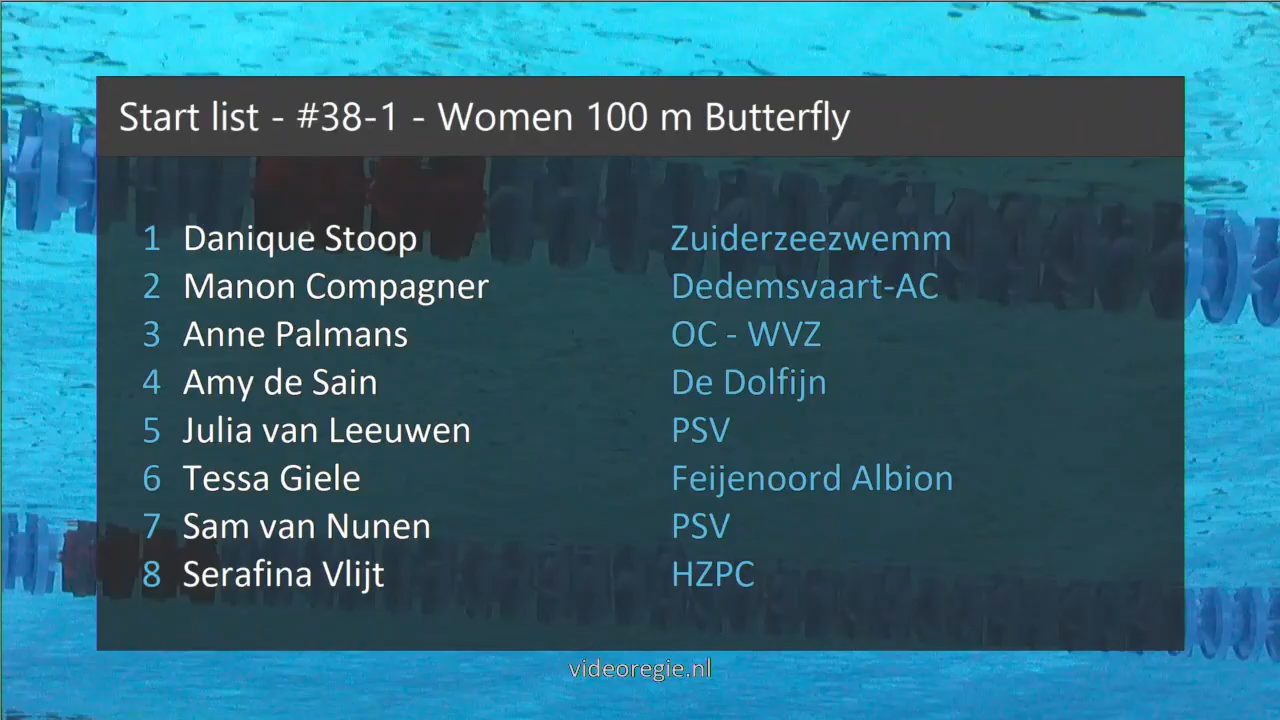 Start list - #38-1 - Women 100 m Butterfly
1 Danique Stoop Zuiderzeezwemm
2 Manon Compagner Dedemsvaart-AC
3 Anne Palmans OC - WVZ
4 Amy de Sain De Dolfijn
5 Julia van Leeuwen PSV
6 Tessa Giele Feijenoord Albion
7 Sam van Nunen PSV
8 Serafina Vlijt HZPC
videoregie.nl